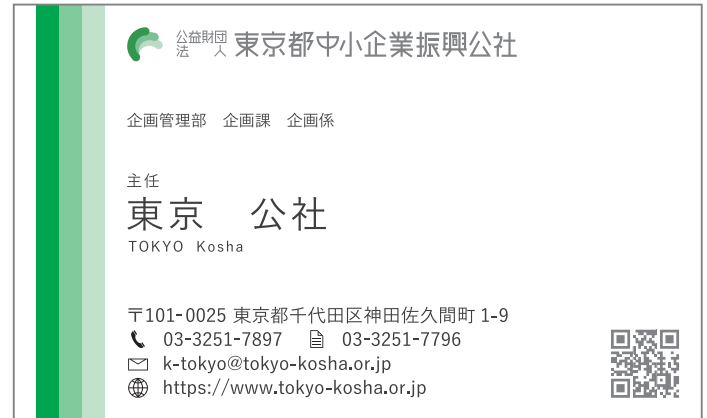 公益財団法人 東京都中小企業振興公社
企画管理部　企画課　企画係
主任
東京　公社
TOKYO Kosha
〒101-0025 東京都千代田区神田佐久間町 1-9
03-3251-7897　03-3251-7796
k-tokyo@tokyo-kosha.or.jp
https://www.tokyo-kosha.or.jp